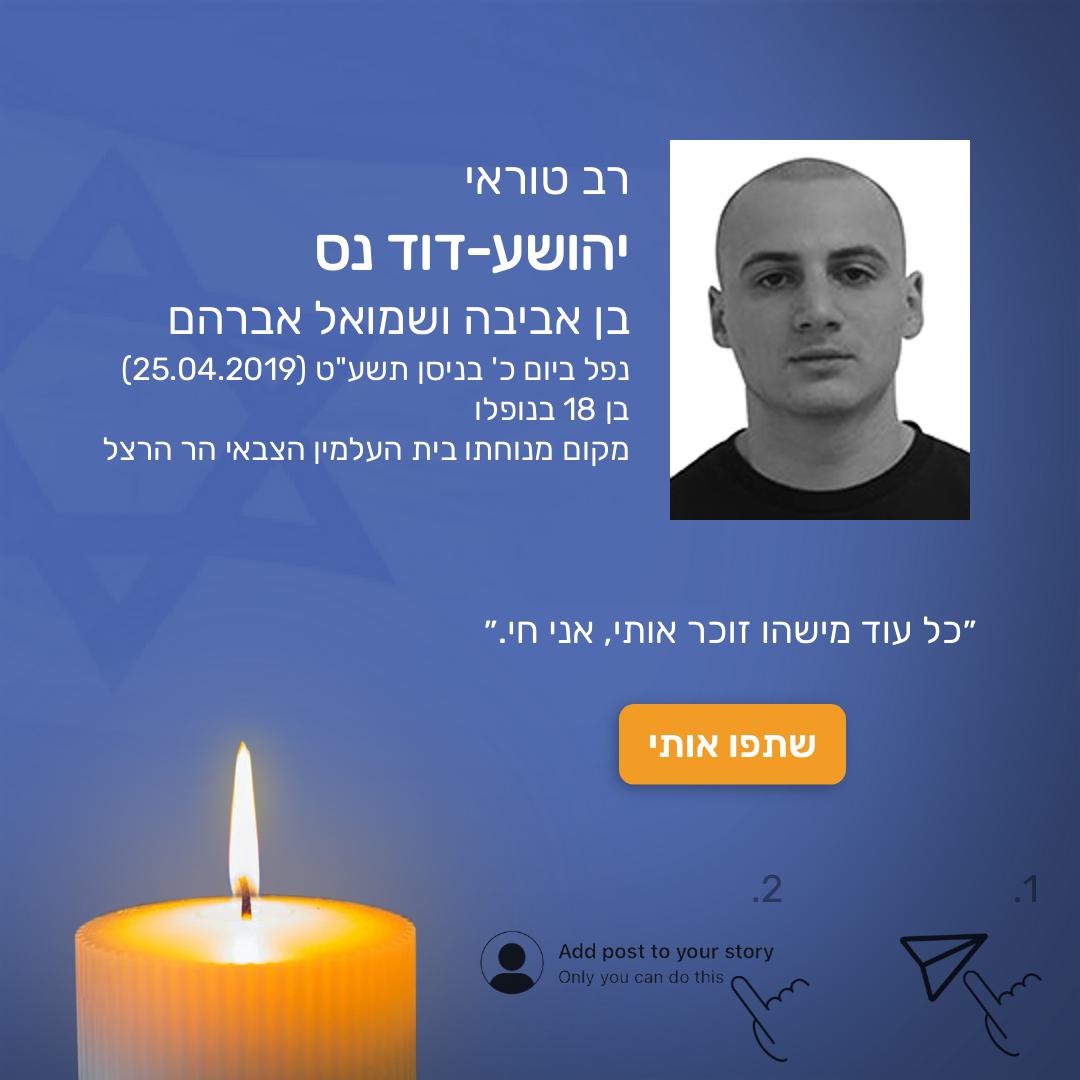 רב טוראי
יהושע-דוד נס
בן אביבה ושמואל אברהם
נפל ביום כ' בניסן תשע"ט (25.04.2019)
בן 18 בנופלו
מקום מנוחתו בית העלמין הצבאי הר הרצל
״כל עוד מישהו זוכר אותי, אני חי.״
שתפו אותי
1.
2.
Add post to your story
Only you can do this